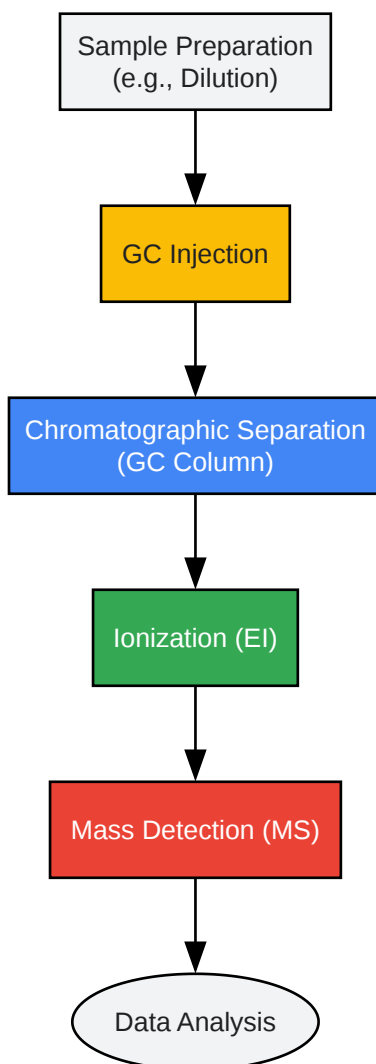 Sample Preparation
(e.g., Dilution)
GC Injection
Chromatographic Separation
(GC Column)
Ionization (EI)
Mass Detection (MS)
Data Analysis